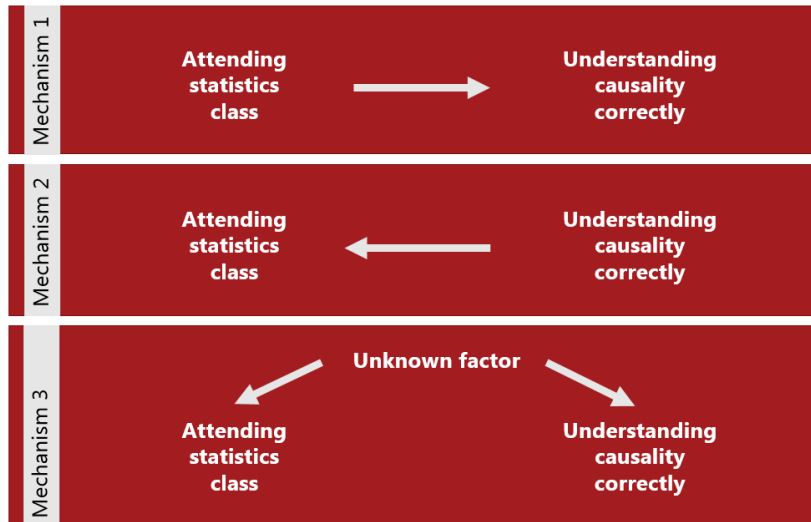 Mechanism 1
Attending
statistics
class
Understanding
causality
correctly
Mechanism 2
Attending
statistics
class
Understanding
causality
correctly
Mechanism 3
Unknown factor
Attending
statistics
class
Understanding
causality
correctly